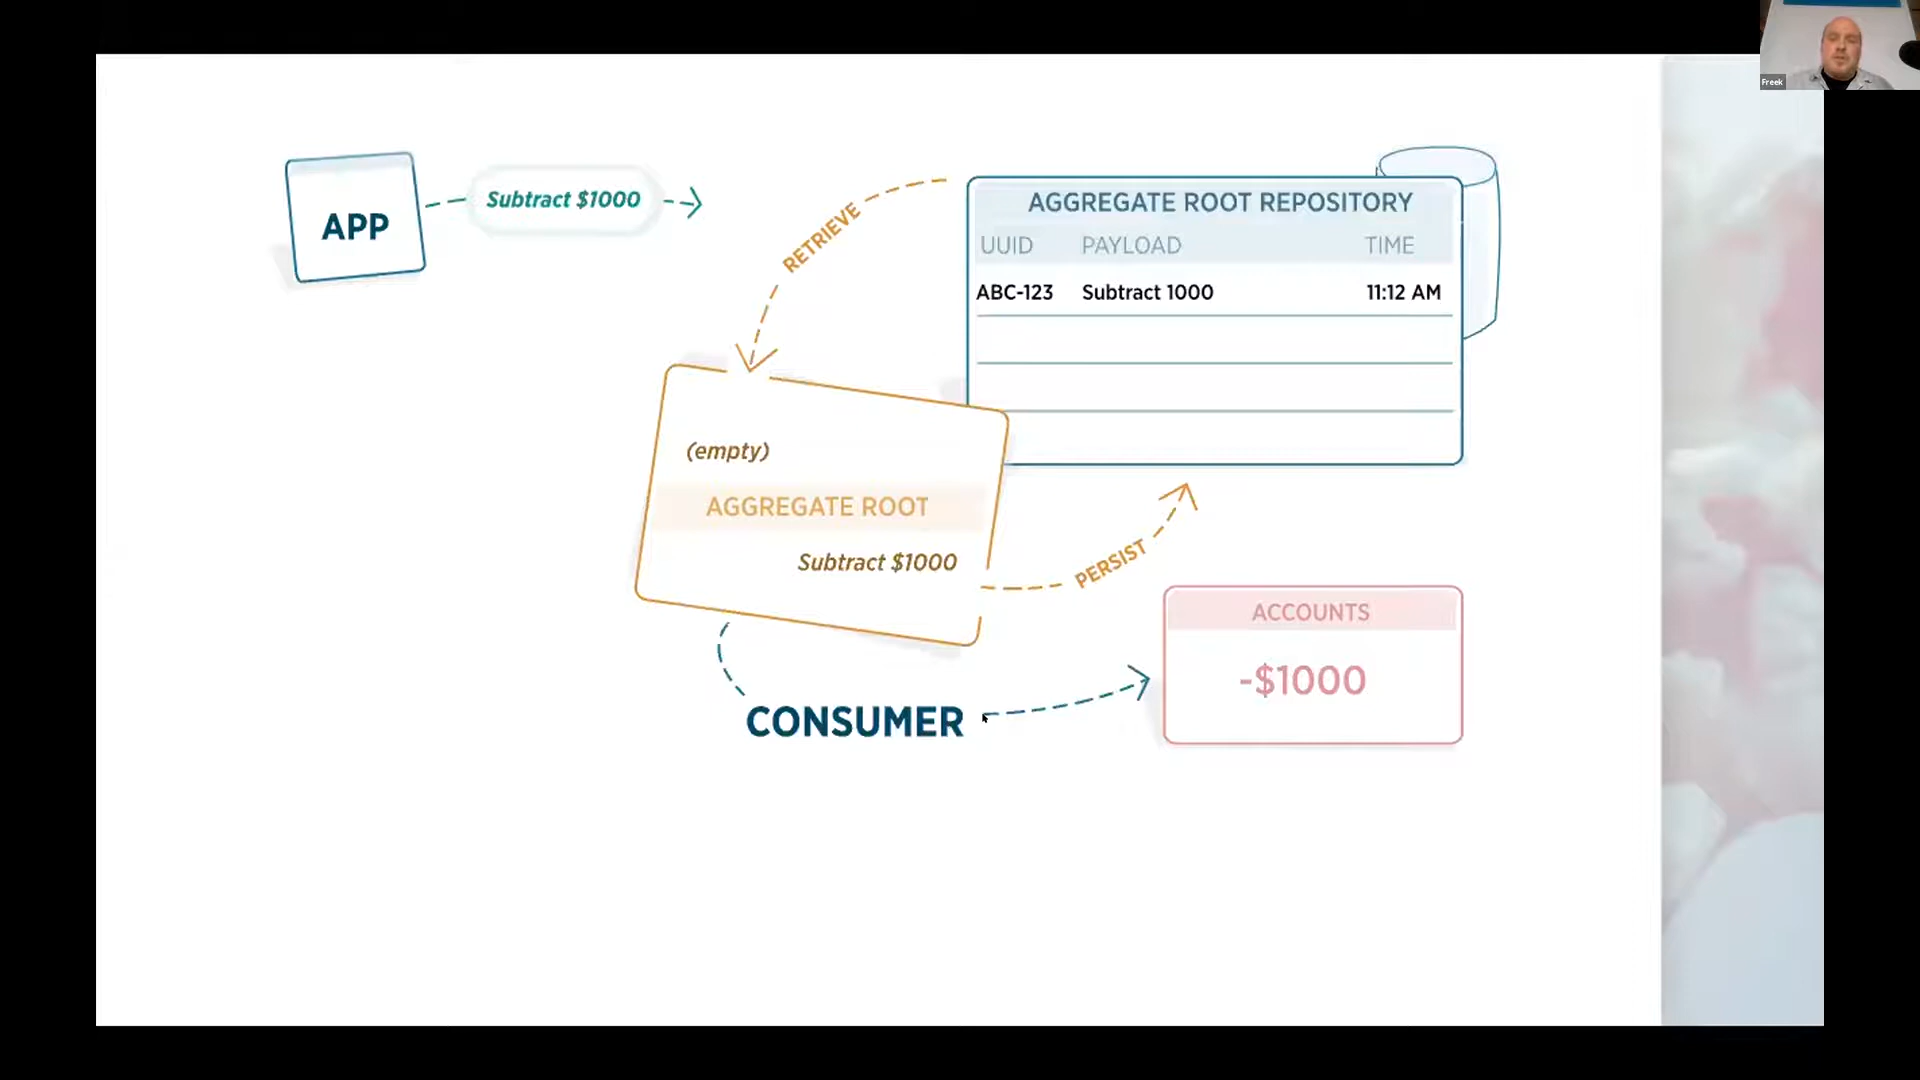 Freek
APP
Subtract $1000
RETRIEVE
AGGREGATE ROOT REPOSITORY
UUID PAYLOAD TIME
ABC-123 Subtract 1000 11:12 AM
(empty)
AGGREGATE ROOT
Subtract $1000
PERSIST
ACCOUNTS
-$1000
CONSUMER